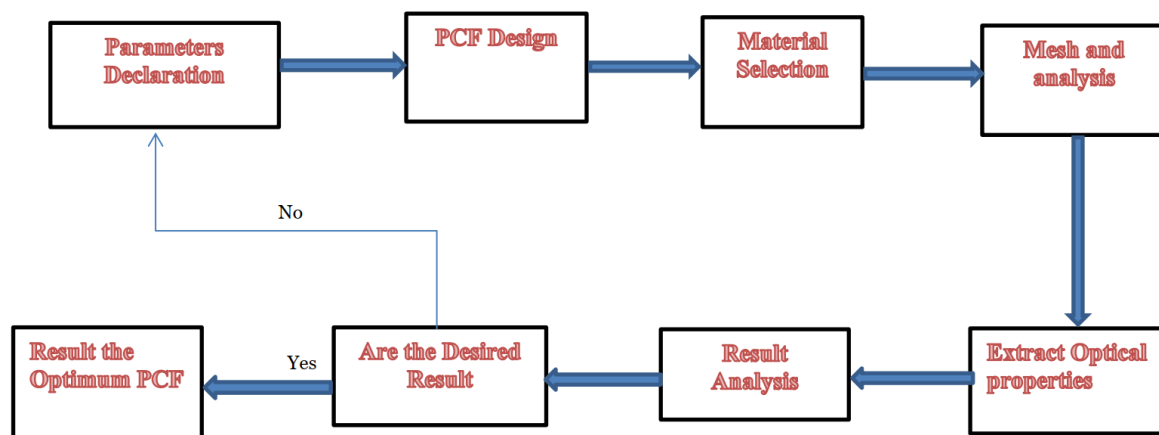 Parameters
Declaration
PCF Design
Material
Selection
Mesh and
analysis
No
Result the
Optimum PCF
Yes
Are the Desired
Result
Result
Analysis
Extract Optical
properties